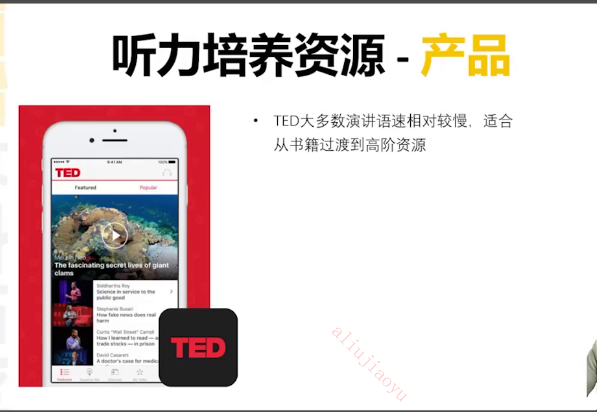 听力培养资源 - 产品
• TED大多数演讲语速相对较慢，适合
从书籍过渡到高阶资源
9:41 AM
100%
TED
Featured
Popular
The fascinating secret lives of giant
clams
Siddhartha Roy
Science in service to the
public good
Stephanie Busari
How fake news does real
harm
Curtis "Wall Street" Carroll
How I learned to read — and
trade stocks — in prison
David Casarett
A doctor's case for medical
TED
aliujiaoyu